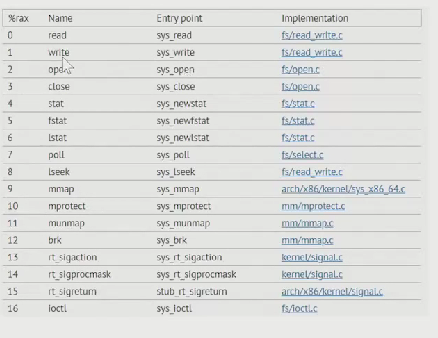 %rax Name Entry point Implementation
0 read sys_read fs/read_write.c
1 write sys_write fs/read_write.c
2 open sys_open fs/open.c
3 close sys_close fs/open.c
4 stat sys_newstat fs/stat.c
5 fstat sys_newfstat fs/stat.c
6 lstat sys_newlstat fs/stat.c
7 poll sys_poll fs/select.c
8 lseek sys_lseek fs/read_write.c
9 mmap sys_mmap arch/x86/kernel/sys_x86_64.c
10 mprotect sys_mprotect mm/mprotect.c
11 munmap sys_munmap mm/mmap.c
12 brk sys_brk mm/mmap.c
13 rt_sigaction sys_rt_sigaction kernel/signal.c
14 rt_sigprocmask sys_rt_sigprocmask kernel/signal.c
15 rt_sigreturn stub_rt_sigreturn arch/x86/kernel/signal.c
16 ioctl sys_ioctl fs/ioctl.c